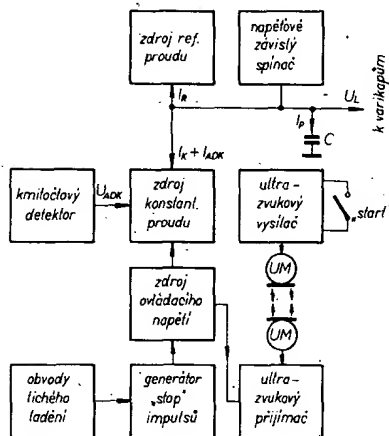 zdroj ref.
proudu
napěťově
závislý
spínač
I_R
U_L
k varikapům
I_P
C
I_K + I_ADK
kmitočtový
detektor
U_ADK
zdroj
konstant.
proudu
ultra-
zvukový
vysílač
"start"
UM
zdroj
ovládacího
napětí
UM
obvody
tichého
ladění
generátor
"stop"
impulsů
ultra-
zvukový
přijímač